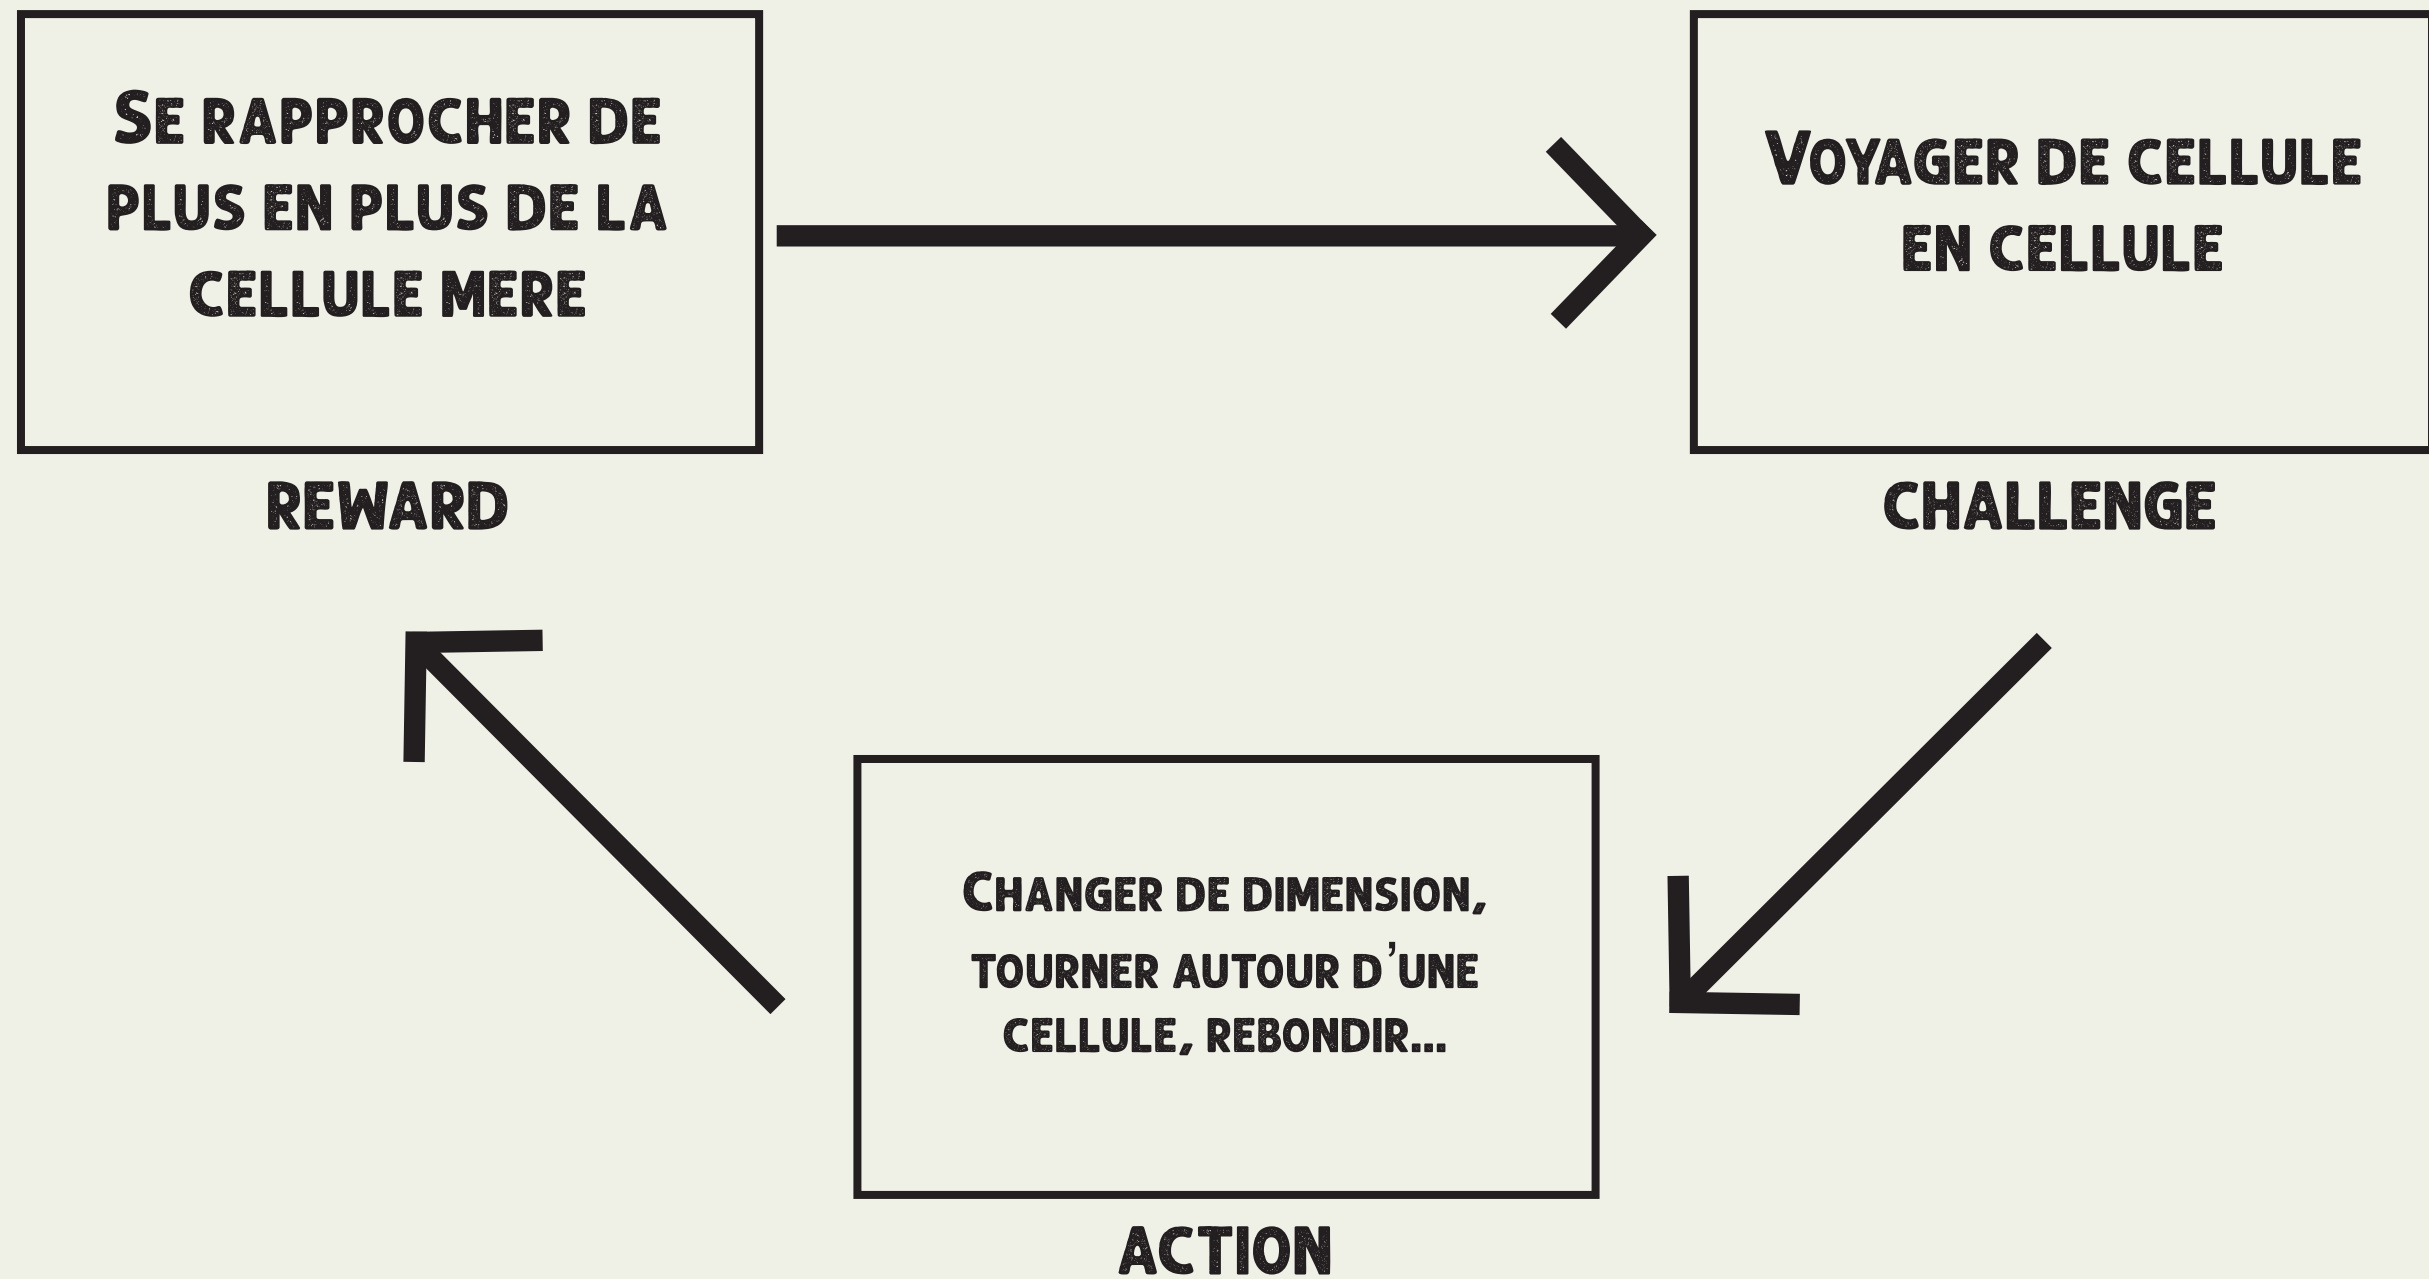 Se rapprocher de
plus en plus de la
cellule mere
REWARD
Voyager de cellule
en cellule
CHALLENGE
Changer de dimension,
tourner autour d'une
cellule, rebondir...
ACTION